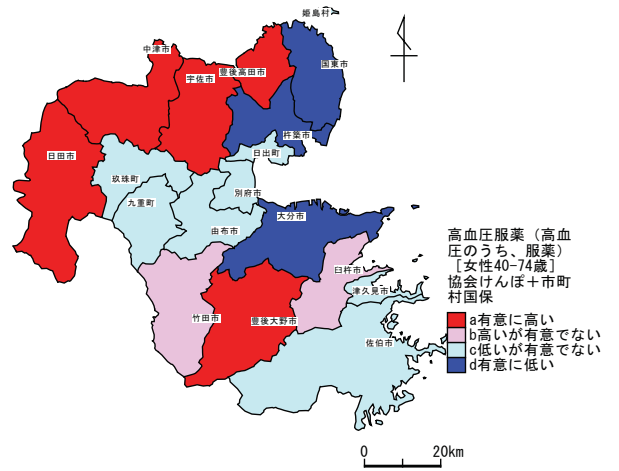 姫島村
中津市
国東市
豊後高田市
宇佐市
杵築市
日出町
日田市
玖珠町
別府市
九重町
大分市
由布市
高血圧服薬（高血
圧のうち、服薬）
［女性40-74歳］
協会けんぽ＋市町
村国保
臼杵市
津久見市
竹田市
豊後大野市
佐伯市
a有意に高い
b高いが有意でない
c低いが有意でない
d有意に低い
0 20km